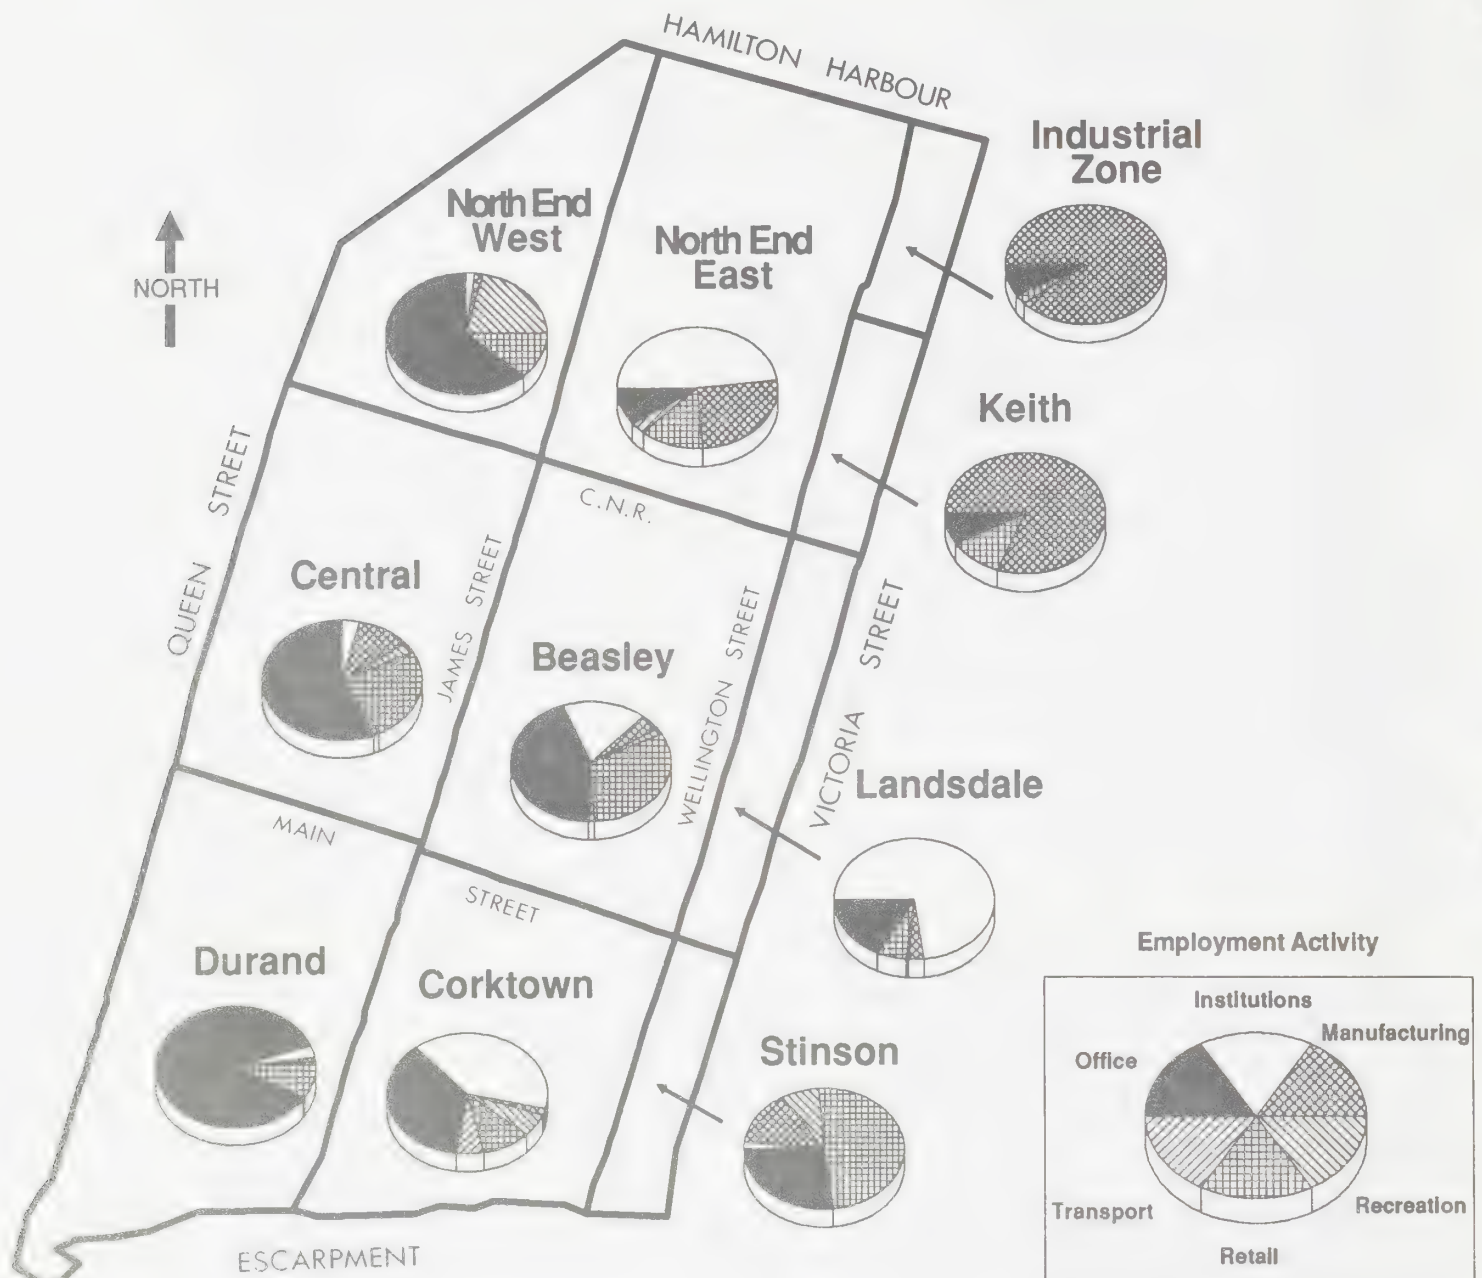 HAMILTON HARBOUR
Industrial
Zone
North End
West
North End
East
NORTH
Keith
QUEEN STREET
C.N.R.
Central
JAMES STREET
Beasley
WELLINGTON STREET
VICTORIA STREET
Landsdale
MAIN STREET
Durand
Corktown
Stinson
ESCARPMENT
Employment Activity
Institutions
Manufacturing
Office
Transport
Recreation
Retail